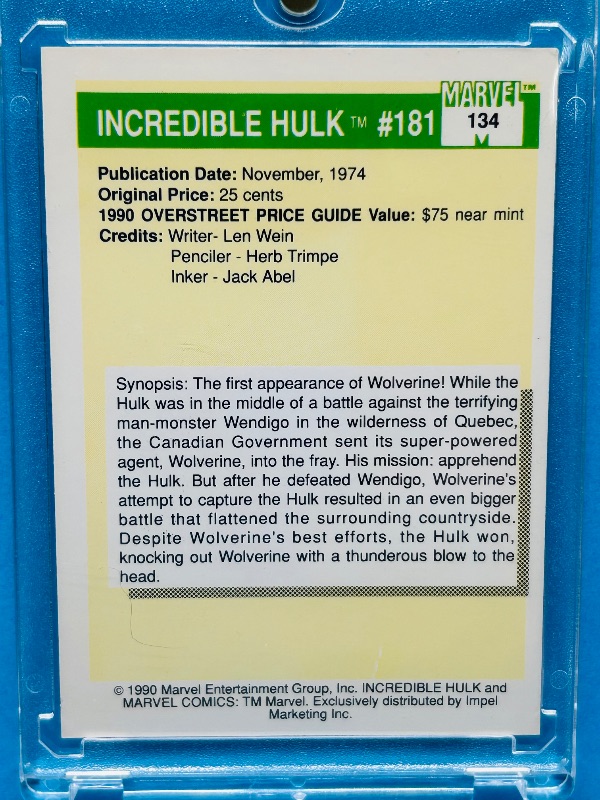 MARVEL™
INCREDIBLE HULK™ #181
134
M
Publication Date: November, 1974
Original Price: 25 cents
1990 OVERSTREET PRICE GUIDE Value: $75 near mint
Credits: Writer- Len Wein
Penciler - Herb Trimpe
Inker - Jack Abel
Synopsis: The first appearance of Wolverine! While the
Hulk was in the middle of a battle against the terrifying
man-monster Wendigo in the wilderness of Quebec,
the Canadian Government sent its super-powered
agent, Wolverine, into the fray. His mission: apprehend
the Hulk. But after he defeated Wendigo, Wolverine's
attempt to capture the Hulk resulted in an even bigger
battle that flattened the surrounding countryside.
Despite Wolverine's best efforts, the Hulk won,
knocking out Wolverine with a thunderous blow to the
head.
© 1990 Marvel Entertainment Group, Inc. INCREDIBLE HULK and
MARVEL COMICS: TM Marvel. Exclusively distributed by Impel
Marketing Inc.